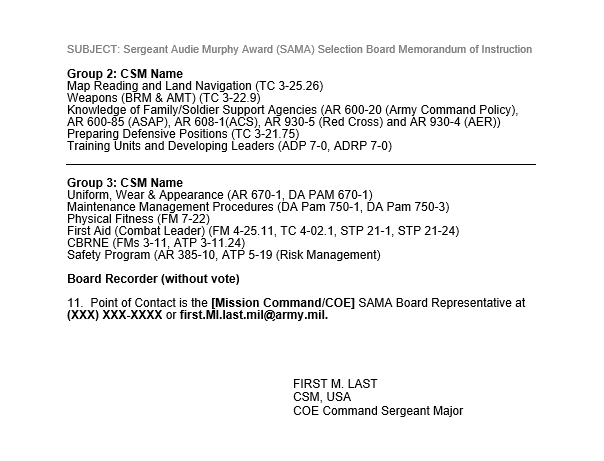 SUBJECT: Sergeant Audie Murphy Award (SAMA) Selection Board Memorandum of Instruction
Group 2: CSM Name
Map Reading and Land Navigation (TC 3-25.26)
Weapons (BRM & AMT) (TC 3-22.9)
Knowledge of Family/Soldier Support Agencies (AR 600-20 (Army Command Policy),
AR 600-85 (ASAP), AR 608-1(ACS), AR 930-5 (Red Cross) and AR 930-4 (AER))
Preparing Defensive Positions (TC 3-21.75)
Training Units and Developing Leaders (ADP 7-0, ADRP 7-0)
Group 3: CSM Name
Uniform, Wear & Appearance (AR 670-1, DA PAM 670-1)
Maintenance Management Procedures (DA Pam 750-1, DA Pam 750-3)
Physical Fitness (FM 7-22)
First Aid (Combat Leader) (FM 4-25.11, TC 4-02.1, STP 21-1, STP 21-24)
CBRNE (FMs 3-11, ATP 3-11.24)
Safety Program (AR 385-10, ATP 5-19 (Risk Management)
Board Recorder (without vote)
11.  Point of Contact is the [Mission Command/COE] SAMA Board Representative at
(XXX) XXX-XXXX or first.MI.last.mil@army.mil.
FIRST M. LAST
CSM, USA
COE Command Sergeant Major